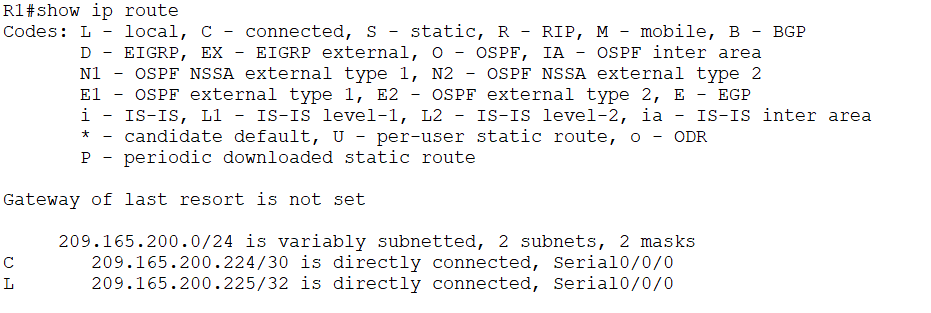 R1#show ip route
Codes: L - local, C - connected, S - static, R - RIP, M - mobile, B - BGP
D - EIGRP, EX - EIGRP external, O - OSPF, IA - OSPF inter area
N1 - OSPF NSSA external type 1, N2 - OSPF NSSA external type 2
E1 - OSPF external type 1, E2 - OSPF external type 2, E - EGP
i - IS-IS, L1 - IS-IS level-1, L2 - IS-IS level-2, ia - IS-IS inter area
* - candidate default, U - per-user static route, o - ODR
P - periodic downloaded static route
Gateway of last resort is not set
209.165.200.0/24 is variably subnetted, 2 subnets, 2 masks
C 209.165.200.224/30 is directly connected, Serial0/0/0
L 209.165.200.225/32 is directly connected, Serial0/0/0